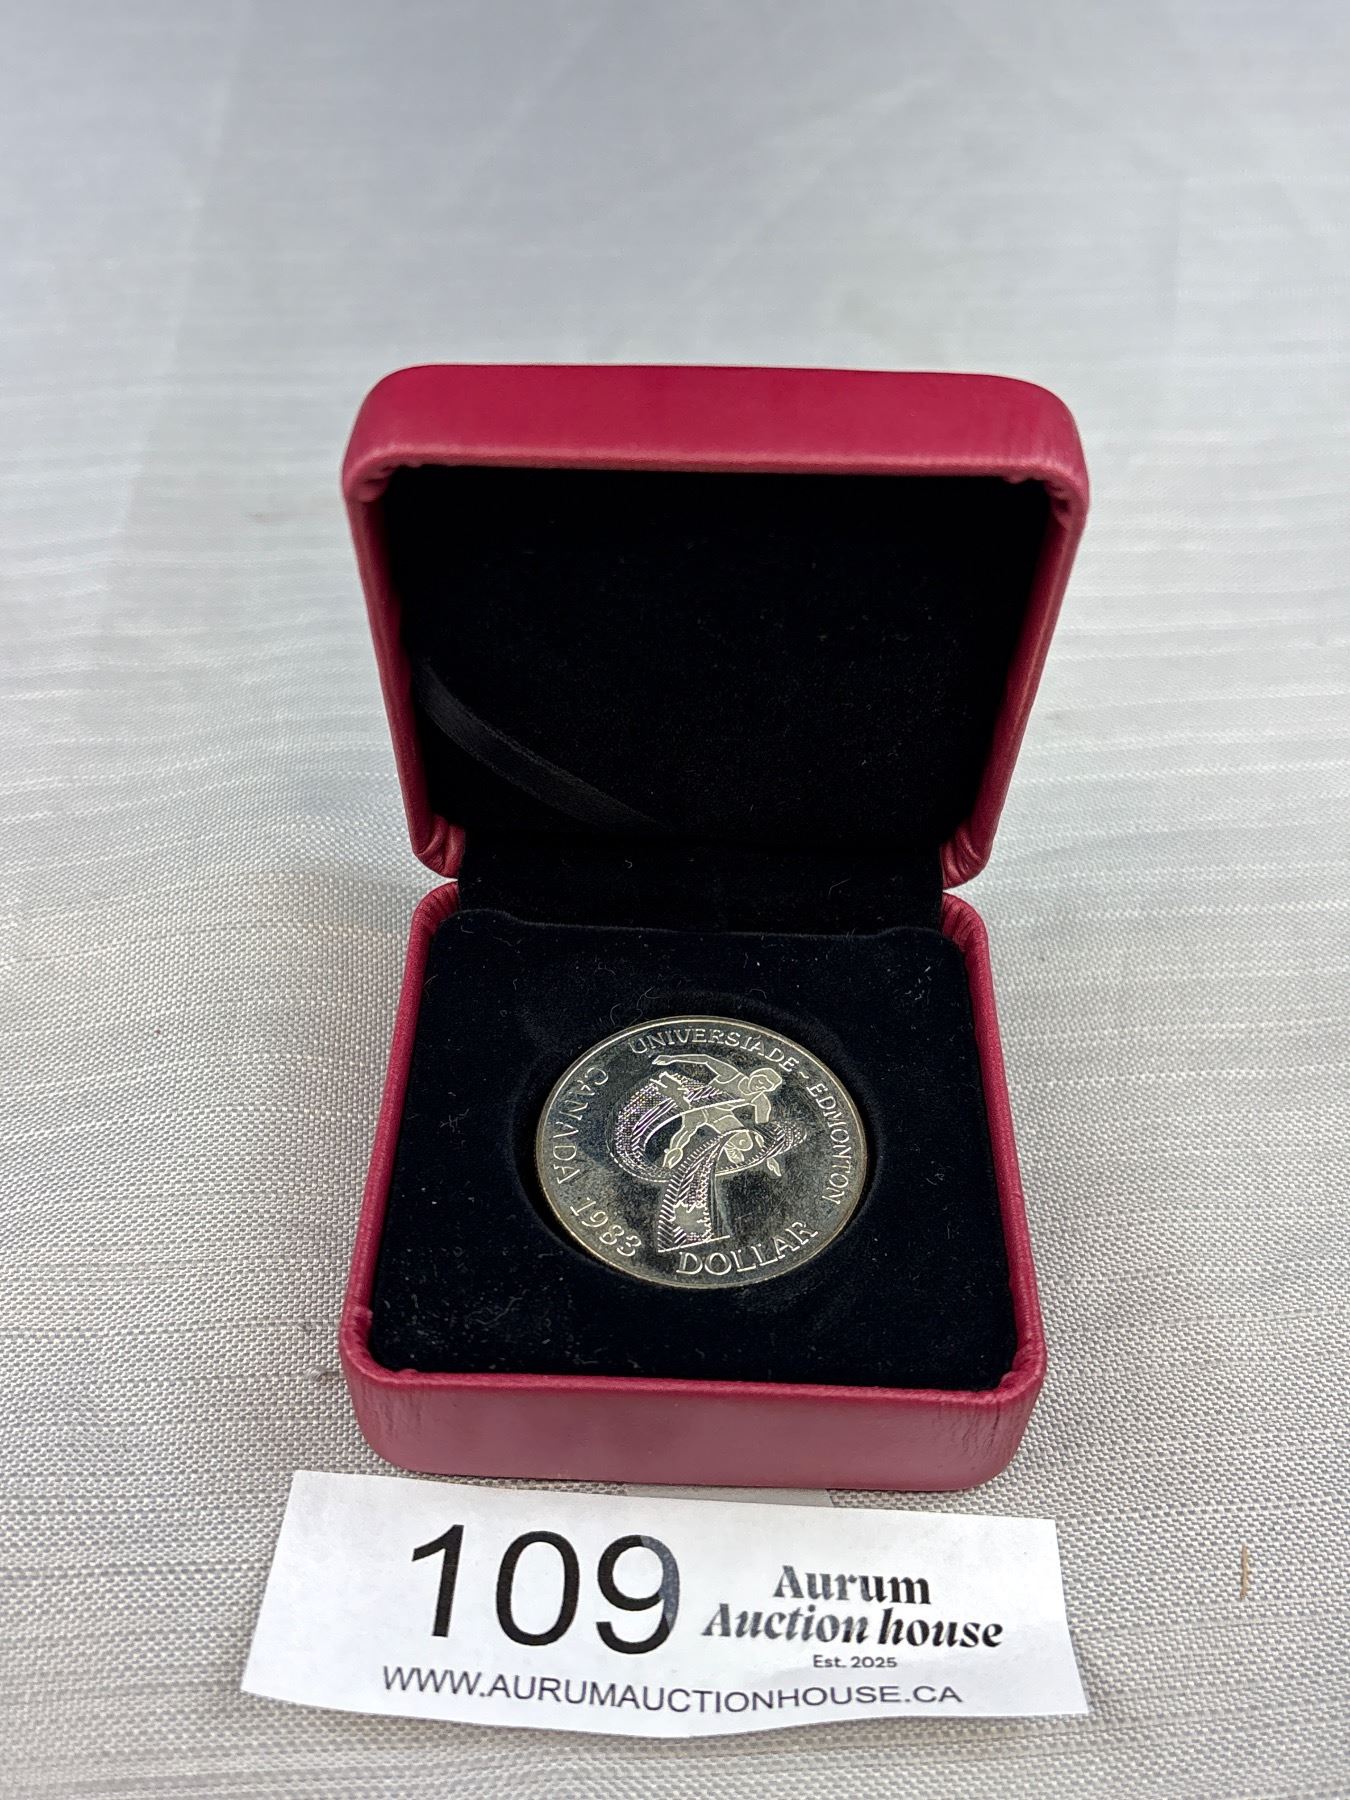 UNIVERSIADE ~ EDMONTON
CANADA 1983
DOLLAR
109
Aurum
Auction house
Est. 2025
WWW.AURUMAUCTIONHOUSE.CA